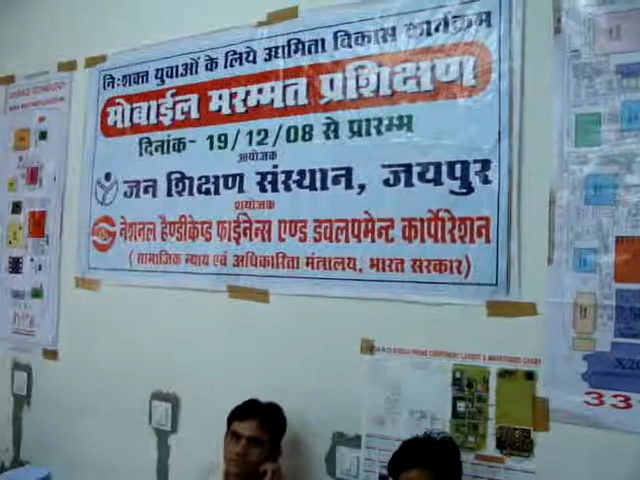 निःशक्त युवाओं के लिये उद्यमिता विकास कार्यक्रम
मोबाईल मरम्मत प्रशिक्षण
दिनांक- 19/12/08 से प्रारम्भ
आयोजक
जन शिक्षण संस्थान, जयपुर
प्रायोजक
नेशनल हैण्डीकेप्ड फाईनेन्स एण्ड डवलपमेन्ट कार्पोरेशन
( सामाजिक न्याय एवं अधिकारिता मंत्रालय, भारत सरकार)
33